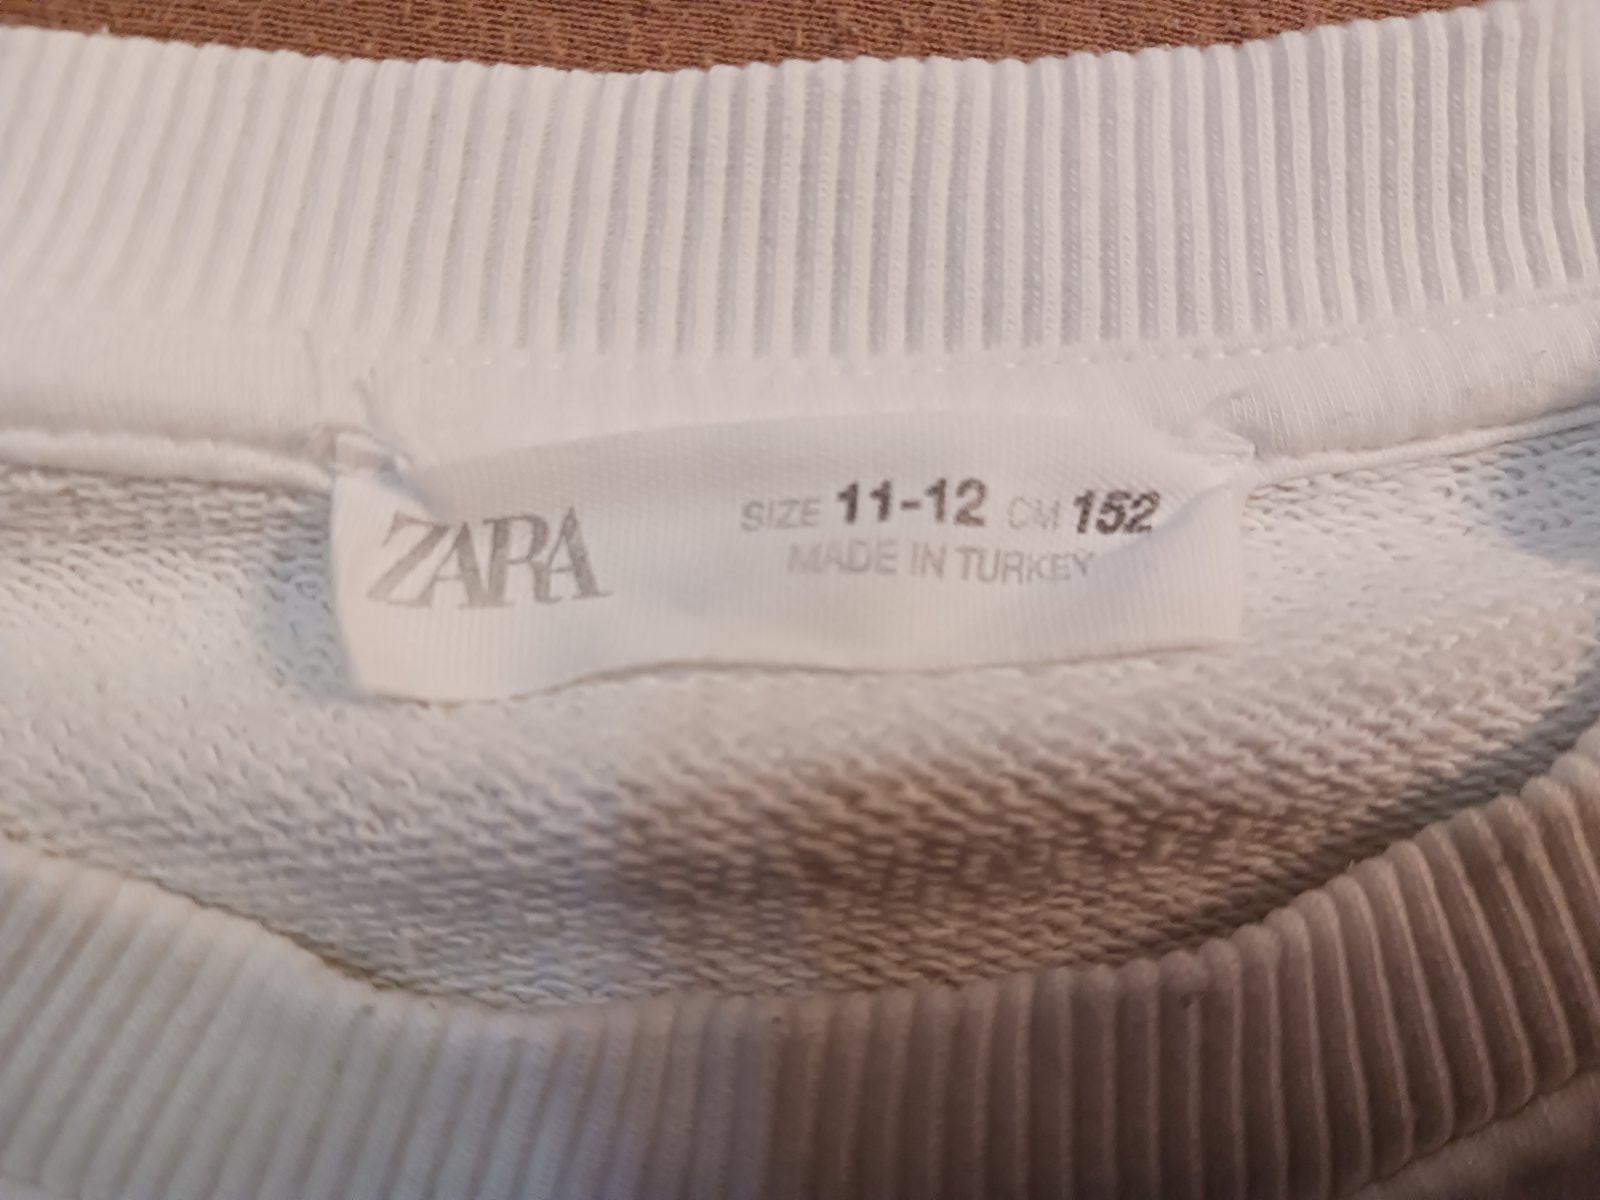 ZARA
SIZE 11-12 CM 152
MADE IN TURKEY